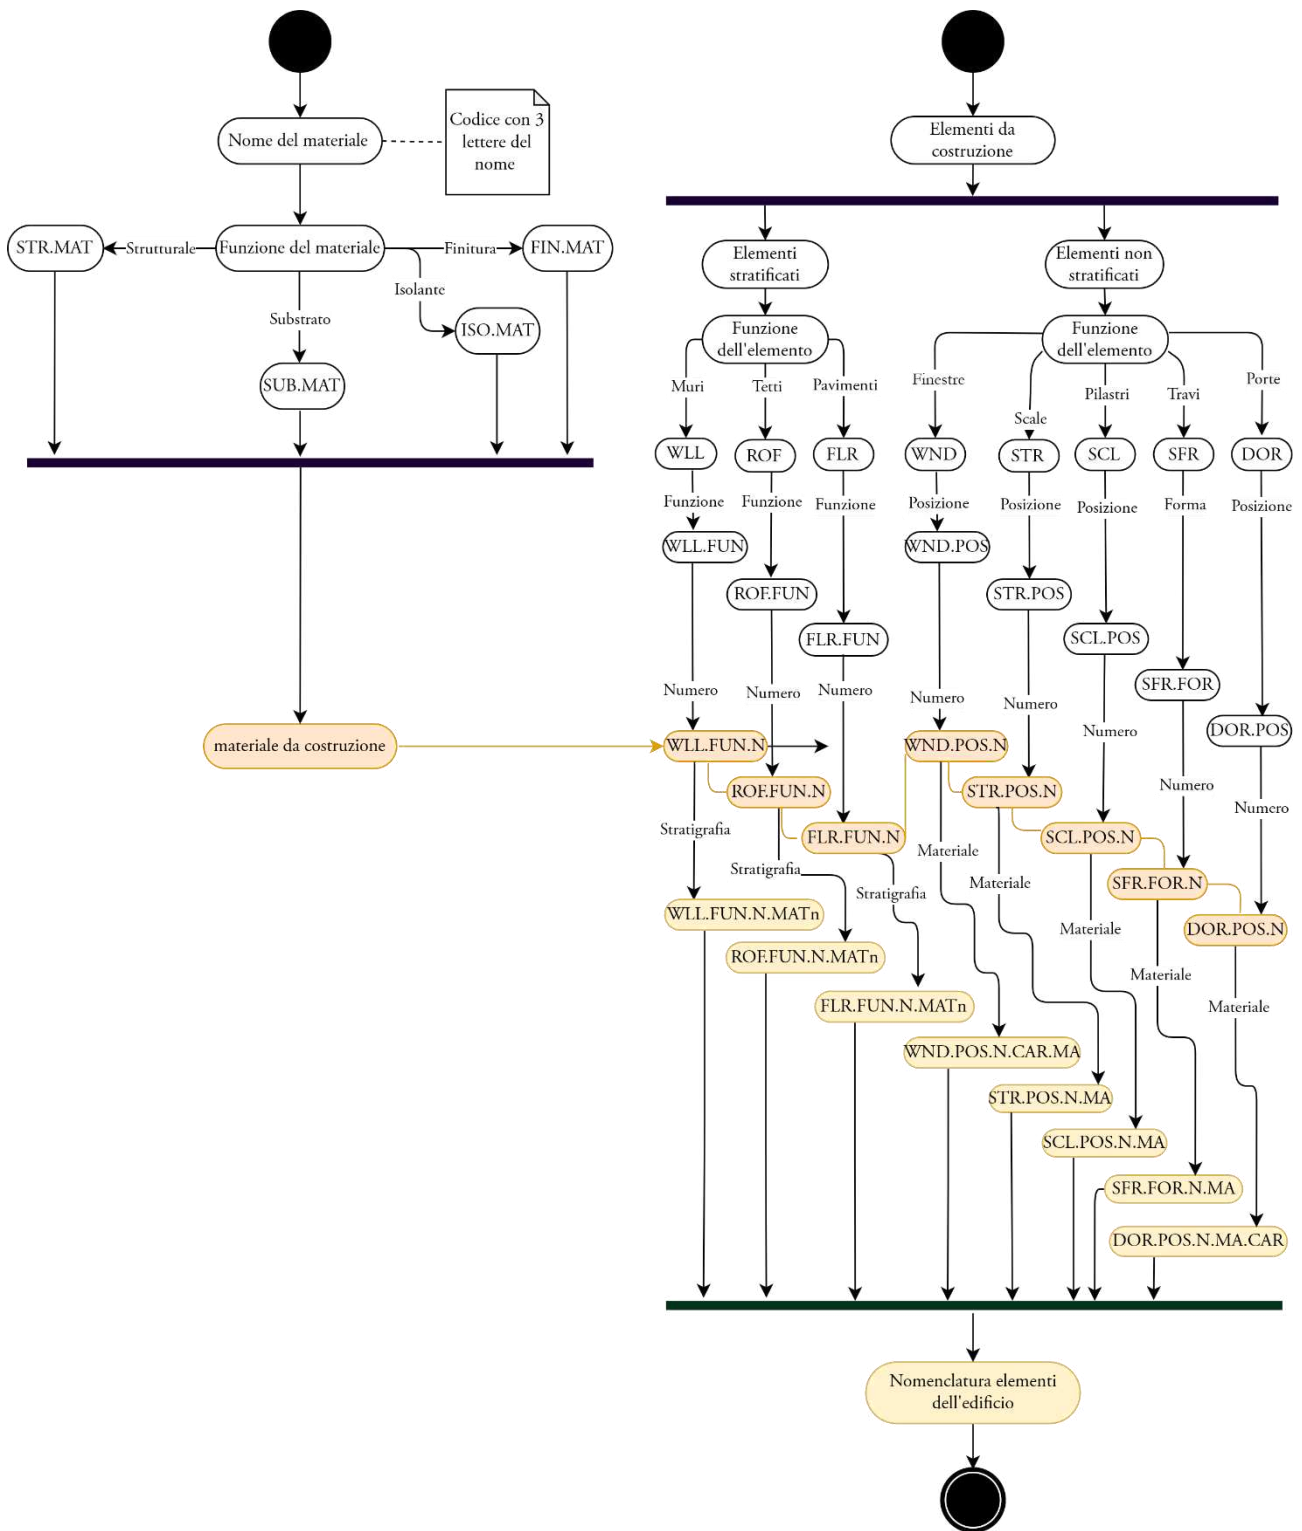 Nome del materiale
Codice con 3
lettere del
nome
STR.MAT
Strutturale
Funzione del materiale
Finitura
FIN.MAT
Isolante
ISO.MAT
Substrato
SUB.MAT
materiale da costruzione
Elementi da
costruzione
Elementi
stratificati
Elementi non
stratificati
Funzione
dell'elemento
Funzione
dell'elemento
Muri
Tetti
Pavimenti
Finestre
Scale
Pilastri
Travi
Porte
WLL
ROF
FLR
WND
STR
SCL
SFR
DOR
Funzione
Funzione
Funzione
Posizione
Posizione
Posizione
Forma
Posizione
WLL.FUN
WND.POS
ROF.FUN
STR.POS
FLR.FUN
SCL.POS
SFR.FOR
DOR.POS
Numero
Numero
Numero
Numero
Numero
Numero
Numero
Numero
WLL.FUN.N
WND.POS.N
ROF.FUN.N
STR.POS.N
FLR.FUN.N
SCL.POS.N
SFR.FOR.N
DOR.POS.N
Stratigrafia
Stratigrafia
Stratigrafia
Materiale
Materiale
Materiale
Materiale
Materiale
WLL.FUN.N.MATn
ROF.FUN.N.MATn
FLR.FUN.N.MATn
WND.POS.N.CAR.MA
STR.POS.N.MA
SCL.POS.N.MA
SFR.FOR.N.MA
DOR.POS.N.MA.CAR
Nomenclatura elementi
dell'edificio